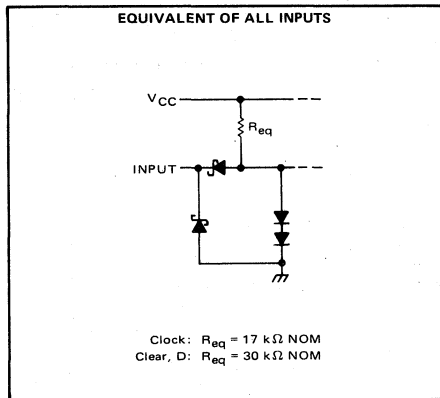 EQUIVALENT OF ALL INPUTS
VCC
Req
INPUT
Clock: Req = 17 kΩ NOM
Clear, D: Req = 30 kΩ NOM